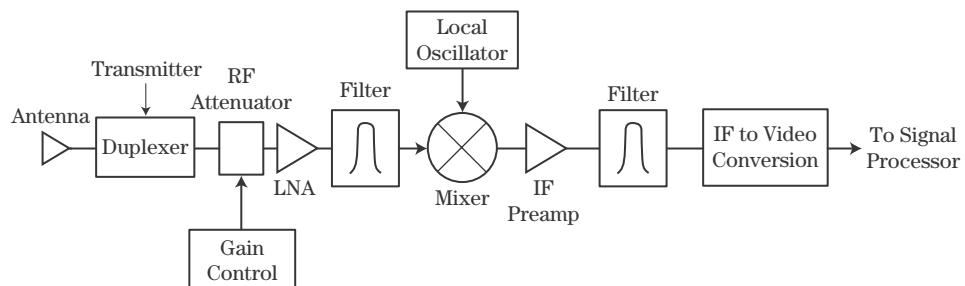 Local
Oscillator
Transmitter
RF
Attenuator
Filter
Filter
Antenna
Duplexer
IF to Video
Conversion
To Signal
Processor
LNA
Mixer
IF
Preamp
Gain
Control